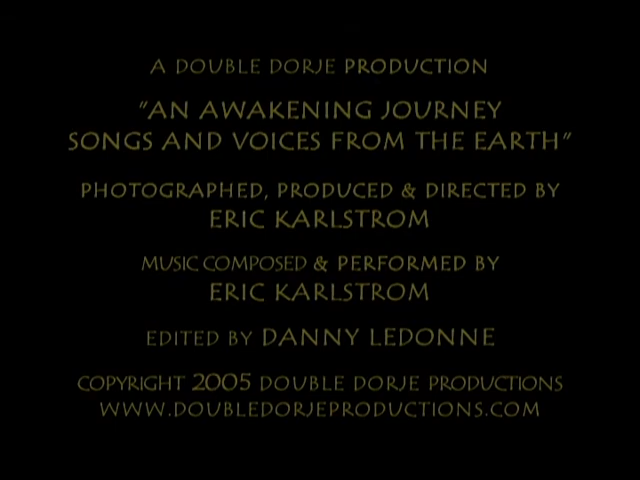 A DOUBLE DORJE PRODUCTION
"AN AWAKENING JOURNEY
SONGS AND VOICES FROM THE EARTH"
PHOTOGRAPHED, PRODUCED & DIRECTED BY
ERIC KARLSTROM
MUSIC COMPOSED & PERFORMED BY
ERIC KARLSTROM
EDITED BY DANNY LEDONNE
COPYRIGHT 2005 DOUBLE DORJE PRODUCTIONS
WWW.DOUBLEDORJEPRODUCTIONS.COM